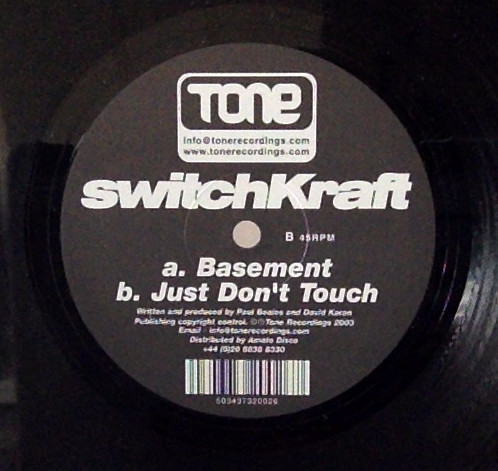 TONE
info@tonerecordings.com
www.tonerecordings.com
switchKraft
B 45RPM
a. Basement
b. Just Don't Touch
Written and produced by Paul Beales and David Karen
Publishing copyright control. ©℗ Tone Recordings 2003
Email - info@tonerecordings.com
Distributed by Amato Disco
+44 (0)20 8838 8330